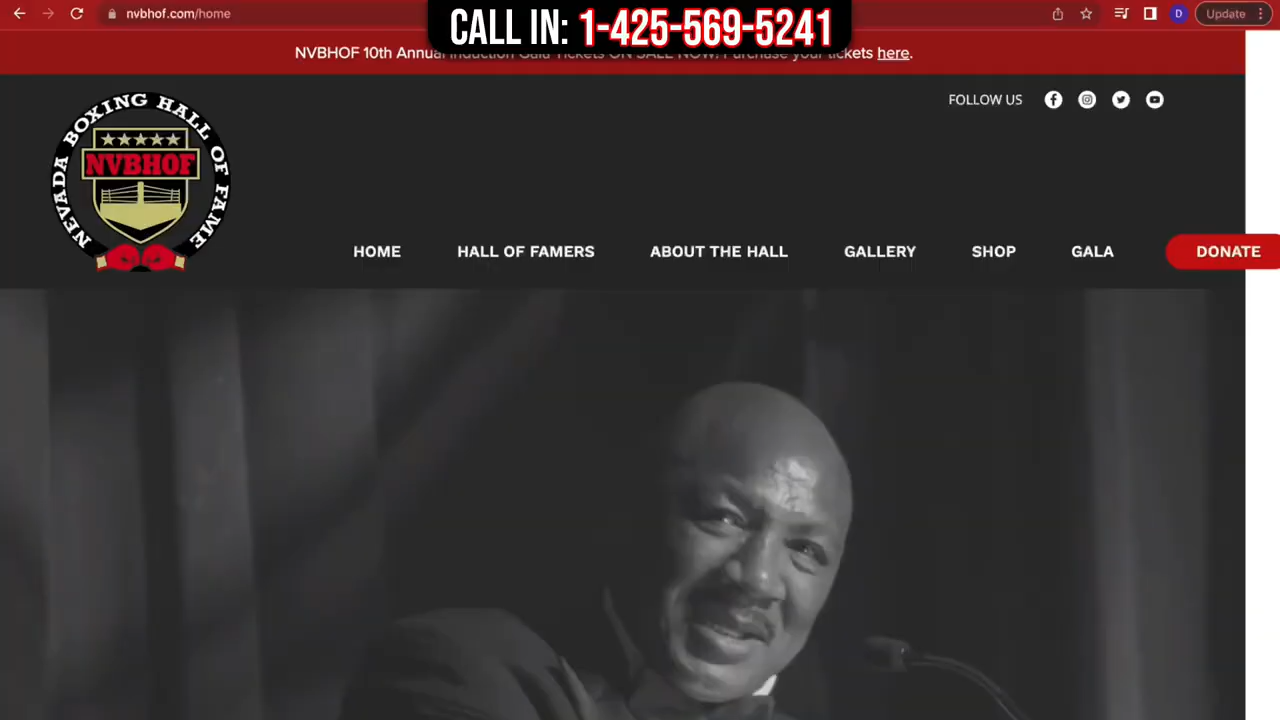 nvbhof.com/home
CALL IN: 1-425-569-5241
D
Update
NVBHOF 10th Annual Induction Gala Tickets ON SALE NOW! Purchase your tickets here.
NEVADA BOXING HALL OF FAME
NVBHOF
FOLLOW US
HOME
HALL OF FAMERS
ABOUT THE HALL
GALLERY
SHOP
GALA
DONATE